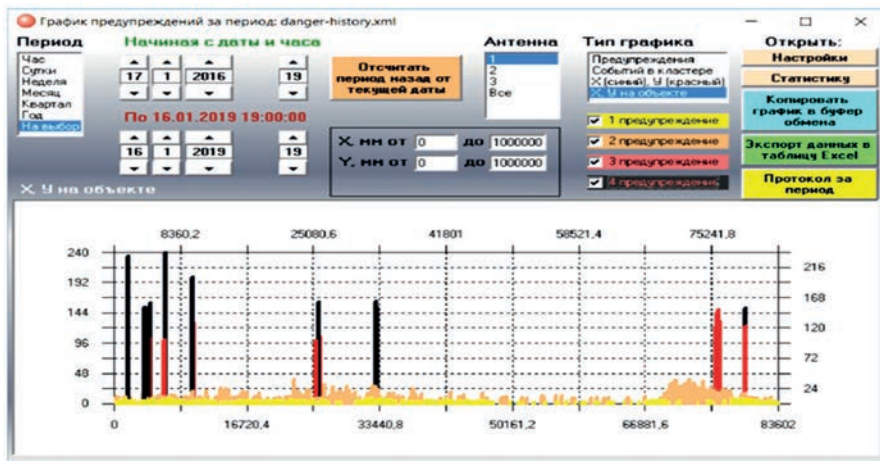 График предупреждений за период: danger-history.xml
Период
Час
Сутки
Неделя
Месяц
Квартал
Год
На выбор
Начиная с даты и часа
17 1 2016 19
По 16.01.2019 19:00:00
16 1 2019 19
Отсчитать
период назад от
текущей даты
X, мм от 0 до 1000000
Y, мм от 0 до 1000000
Антенна
1
2
3
Все
Тип графика
Предупреждения
Событий в кластере
X (синий), Y (красный)
X, Y на объекте
1 предупреждение
2 предупреждение
3 предупреждение
4 предупреждение
Открыть:
Настройки
Статистику
Копировать
график в буфер
обмена
Экспорт данных в
таблицу Excel
Протокол за
период
X, Y на объекте
8360,2 25080,6 41801 58521,4 75241,8
240
192
144
96
48
0
216
168
120
72
24
0 16720,4 33440,8 50161,2 66881,6 83602